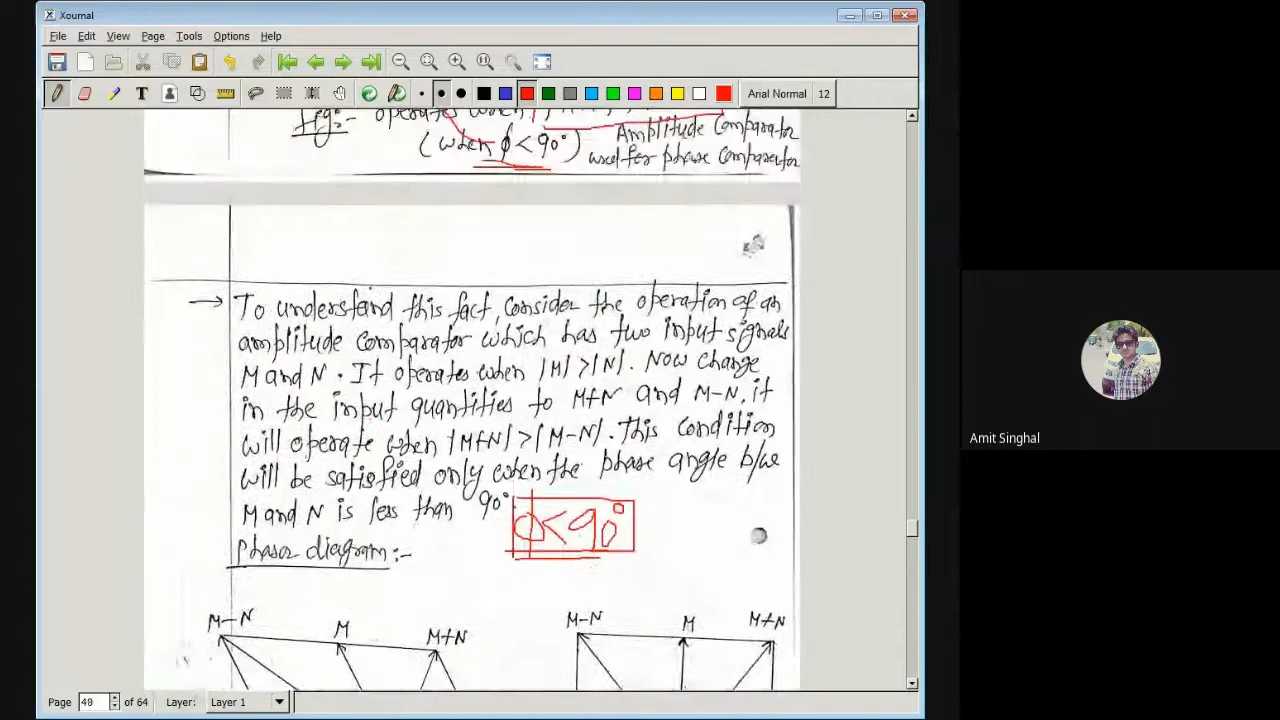 Xournal
File Edit View Page Tools Options Help
Arial Normal 12
operates when
(when ϕ < 90°)
Amplitude Comparator
used for phase Comparator
→ To understand this fact, consider the operation of an
amplitude comparator which has two input signals
M and N. It operates when |M| > |N|. Now change
in the input quantities to M+N and M-N, it
will operate when |M+N| > |M-N|. This condition
will be satisfied only when the phase angle b/w
M and N is less than 90°.
ϕ < 90°
Phasor diagram:-
M-N M M+N
M-N M M+N
Amit Singhal
Page 40 of 64 Layer: Layer 1